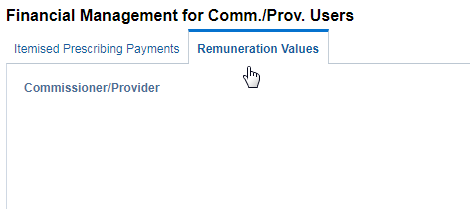 Financial Management for Comm./Prov. Users
Itemised Prescribing Payments Remuneration Values
Commissioner/Provider